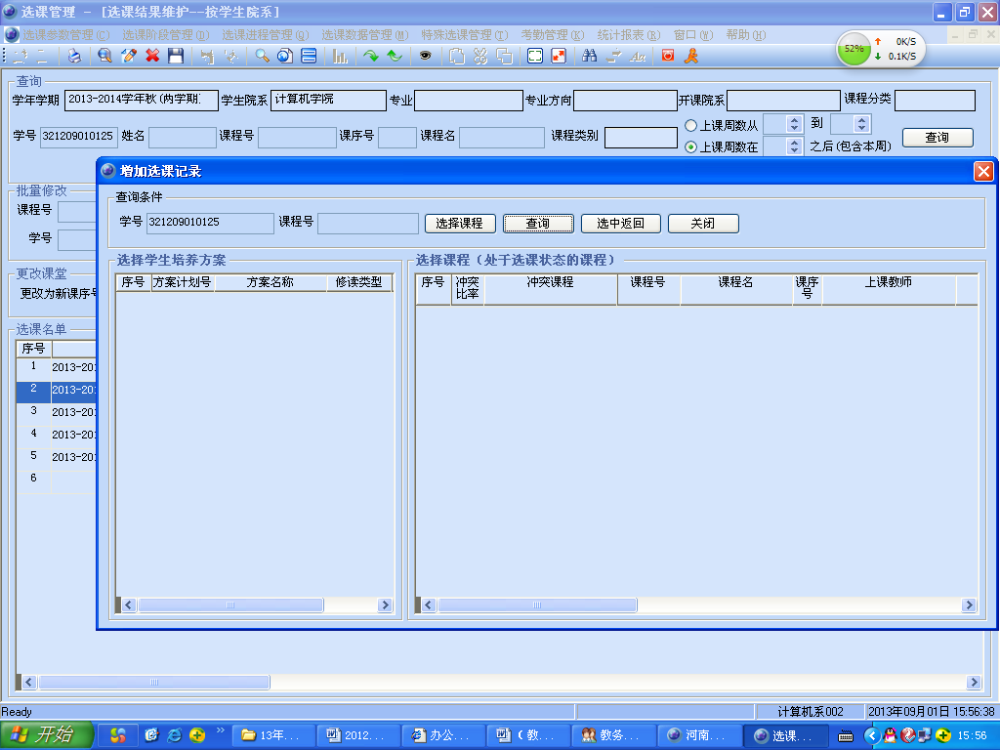 选课管理 - [选课结果维护--按学生院系]
选课参数管理(C) 选课阶段管理(D) 选课进程管理(Q) 选课数据管理(M) 特殊选课管理(T) 考勤管理(K) 统计报表(R) 窗口(W) 帮助(H)
52% 0K/S
0.1K/S
查询
学年学期 2013-2014学年秋(两学期) 学生院系 计算机学院 专业 专业方向 开课院系 课程分类
学号 321209010125 姓名 课程号 课序号 课程名 课程类别 上课周数从 到
上课周数在 之后(包含本周) 查询
批量修改
课程号
学号
更改课堂
更改为新课序号
选课名单
序号
1 2013-20
2 2013-20
3 2013-20
4 2013-20
5 2013-20
6
增加选课记录
查询条件
学号 321209010125 课程号 选择课程 查询 选中返回 关闭
选择学生培养方案
序号 方案计划号 方案名称 修读类型
选择课程(处于选课状态的课程)
序号 冲突比率 冲突课程 课程号 课程名 课序号 上课教师
Ready 计算机系002 2013年09月01日 15:56:38
开始 13年... 2012... 办公... (教... 教务... 河南... 选课... 15:56